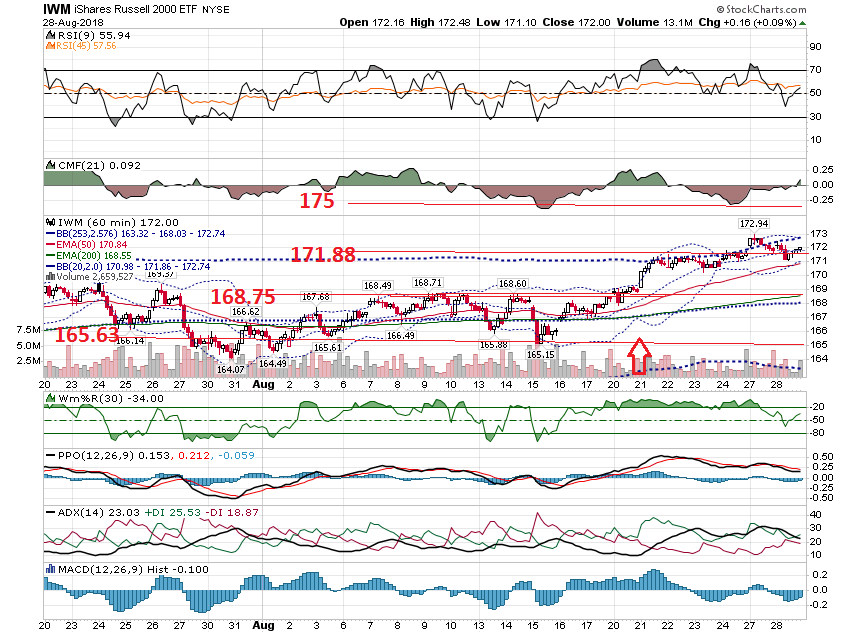 IWM iShares Russell 2000 ETF NYSE
© StockCharts.com
28-Aug-2018
Open 172.16 High 172.48 Low 171.10 Close 172.00 Volume 13.1M Chg +0.16 (+0.09%)
RSI(9) 55.94
RSI(45) 57.56
90
70
50
30
10
CMF(21) 0.092
0.25
0.00
-0.25
175
IWM (60 min) 172.00
BB(253,2.576) 163.32 - 168.03 - 172.74
EMA(50) 170.84
EMA(200) 168.55
BB(20,2.0) 170.98 - 171.86 - 172.74
Volume 2,659,527
171.88
168.75
165.63
169.37
166.14
164.07
166.62
164.49
167.68
165.61
168.49
166.49
168.71
165.88
168.60
165.15
172.94
173
172
171
170
169
168
167
166
165
164
7.5M
5.0M
2.5M
20 23 24 25 26 27 30 31 Aug 2 3 6 7 8 9 10 13 14 15 16 17 20 21 22 23 24 27 28
Wm%R(30) -34.00
-20
-50
-80
PPO(12,26,9) 0.153, 0.212, -0.059
0.50
0.25
0.00
-0.25
-0.50
ADX(14) 23.03 +DI 25.53 -DI 18.87
40
30
20
10
MACD(12,26,9) Hist -0.100
0.2
0.0
-0.2
20 23 24 25 26 27 30 31 Aug 2 3 6 7 8 9 10 13 14 15 16 17 20 21 22 23 24 27 28